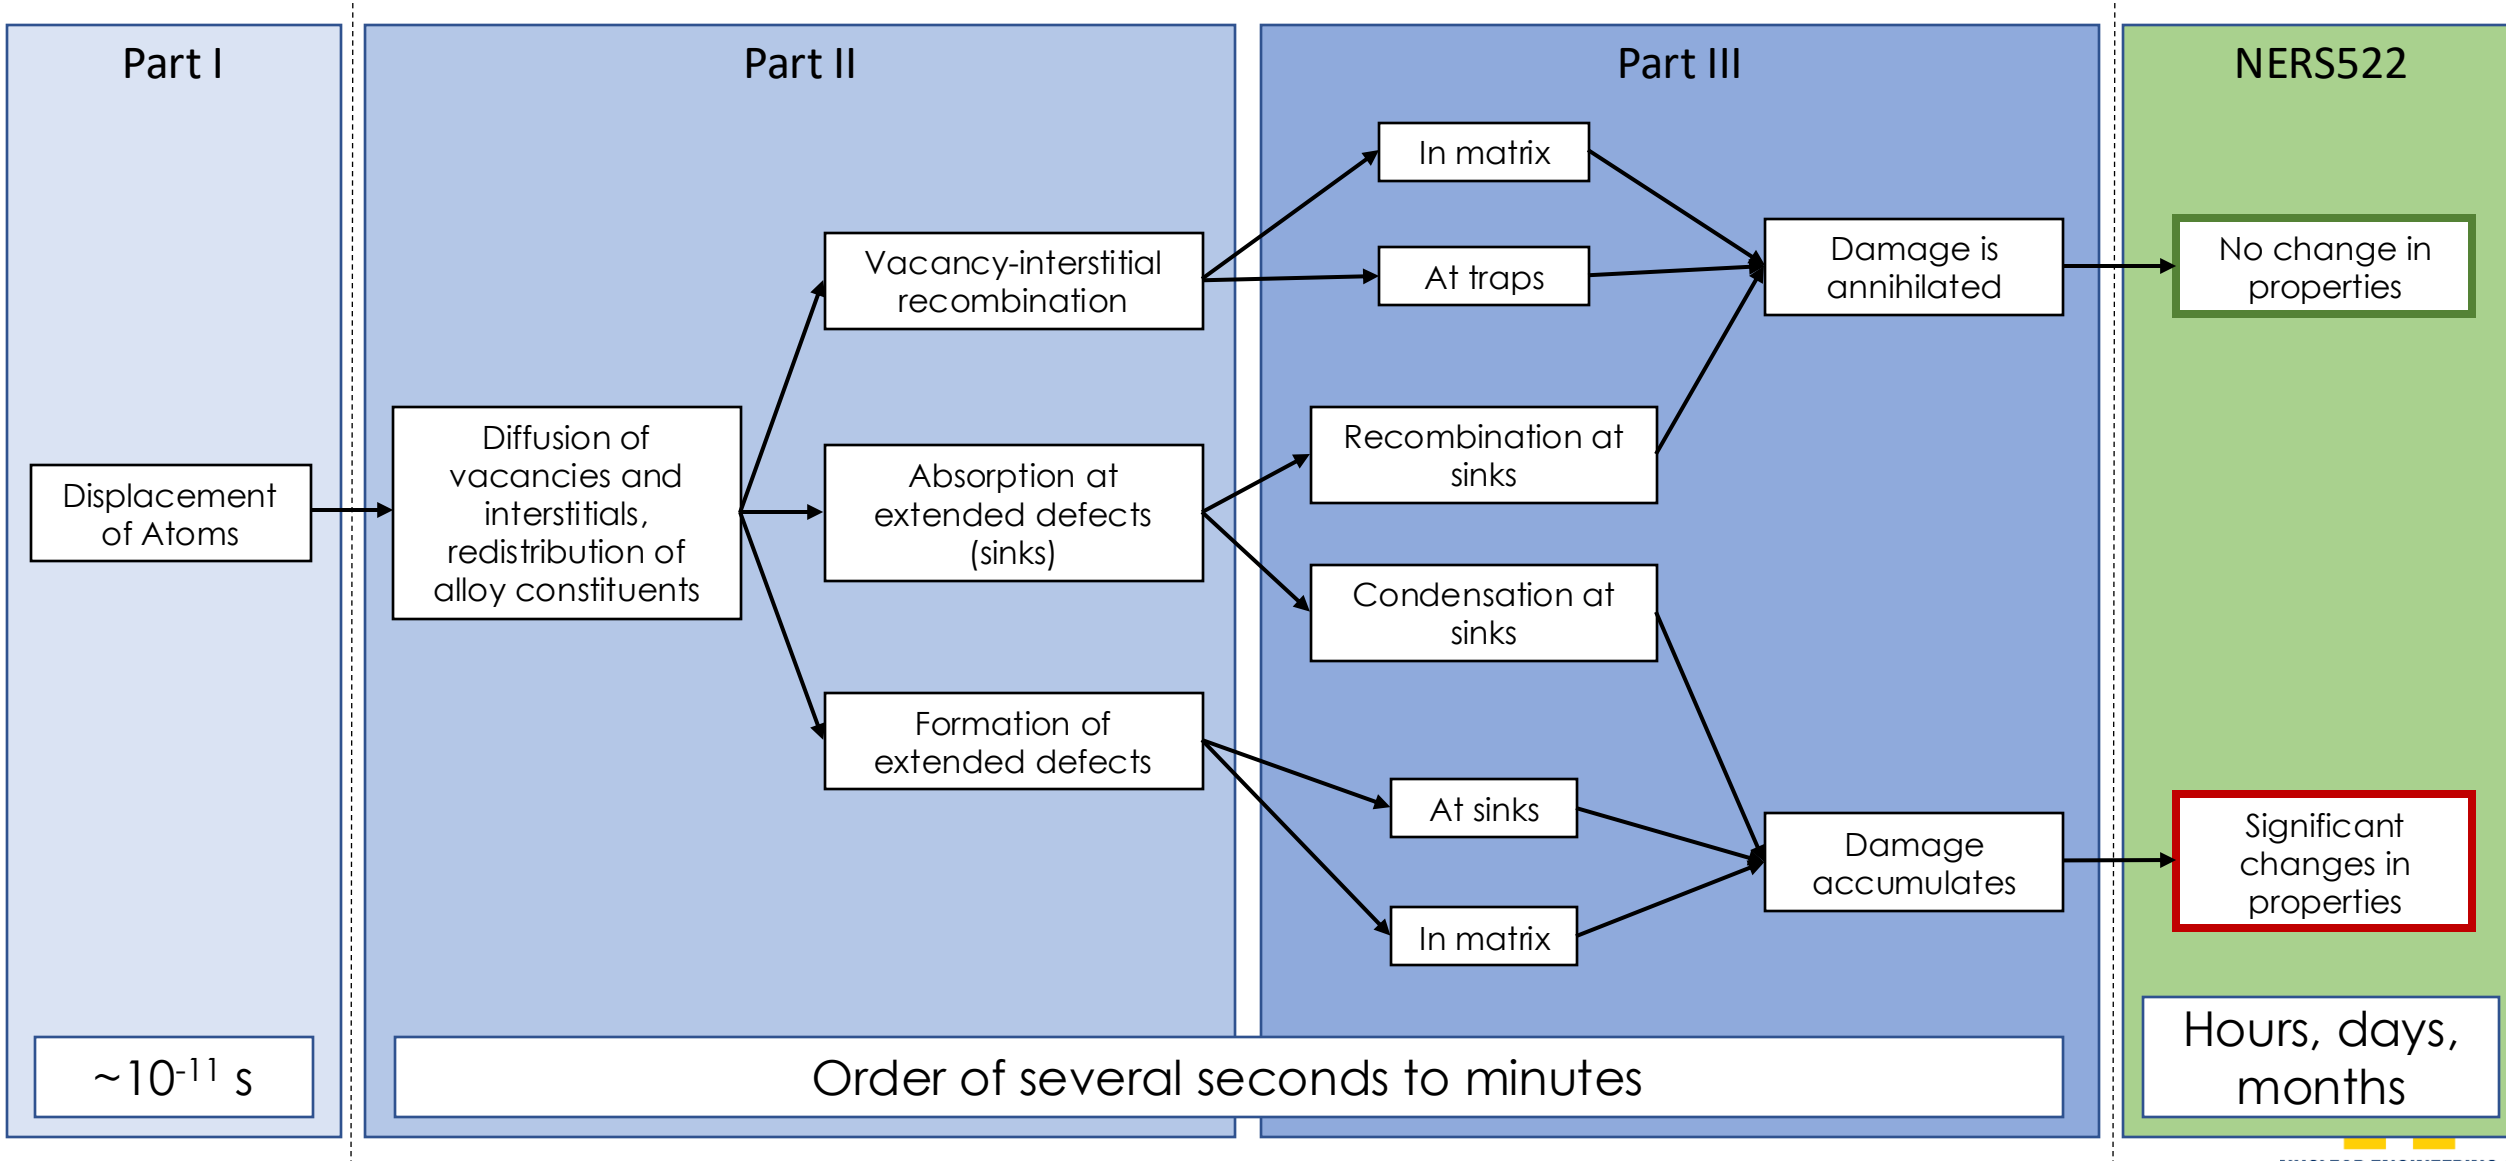 Part I
Part II
Part III
NERS522
Displacement
of Atoms
Diffusion of
vacancies and
interstitials,
redistribution of
alloy constituents
Vacancy-interstitial
recombination
Absorption at
extended defects
(sinks)
Formation of
extended defects
In matrix
At traps
Recombination at
sinks
Condensation at
sinks
At sinks
In matrix
Damage is
annihilated
Damage
accumulates
No change in
properties
Significant
changes in
properties
~10⁻¹¹ s
Order of several seconds to minutes
Hours, days,
months